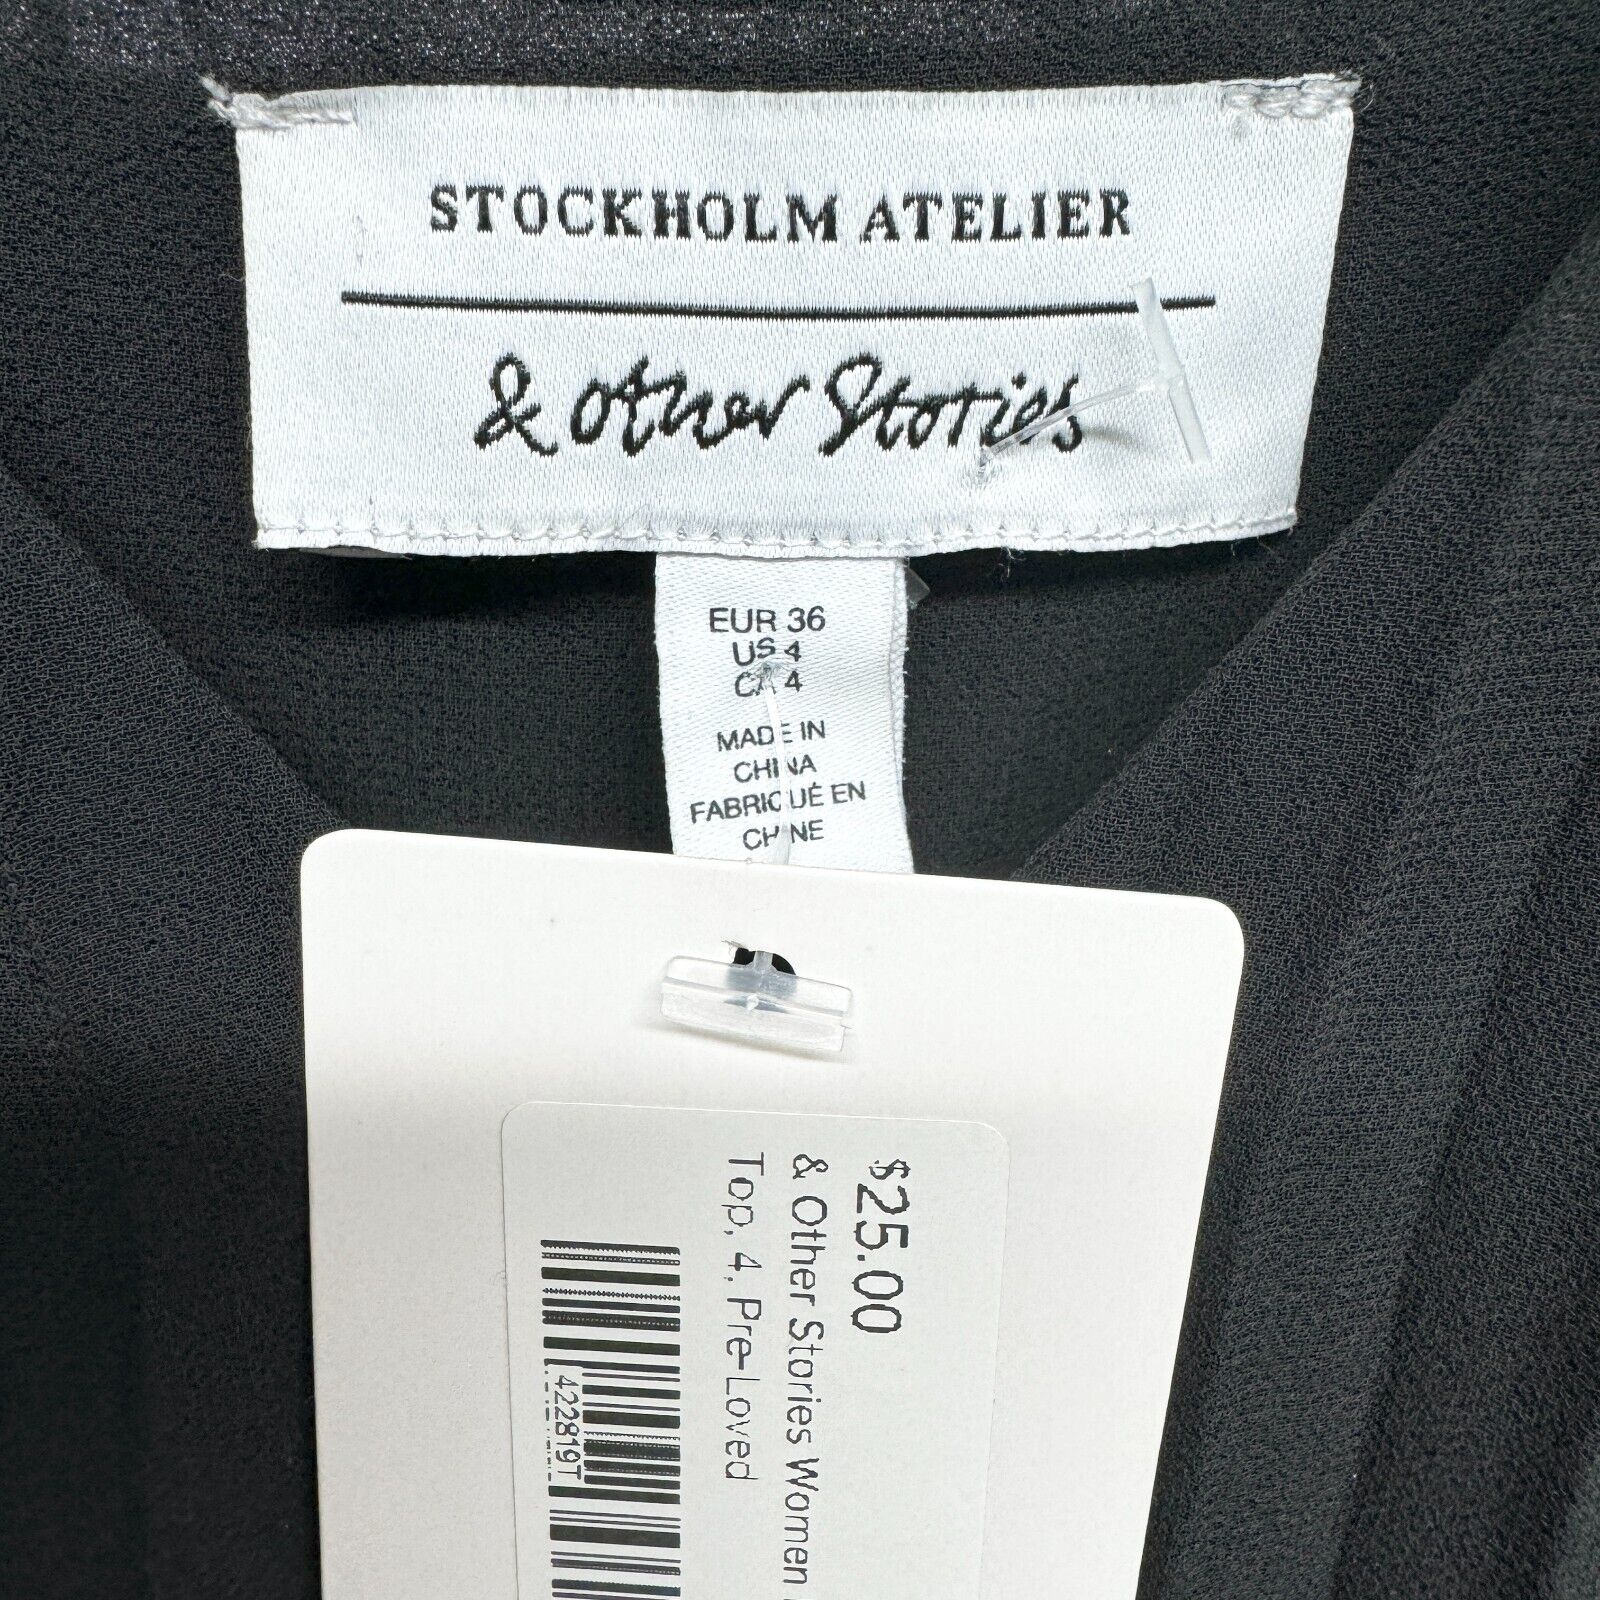 STOCKHOLM ATELIER
& Other Stories
EUR 36
US 4
CA 4
MADE IN
CHINA
FABRIQUÉ EN
CHINE
$25.00
& Other Stories Women
Top, 4, Pre-Loved
422819T